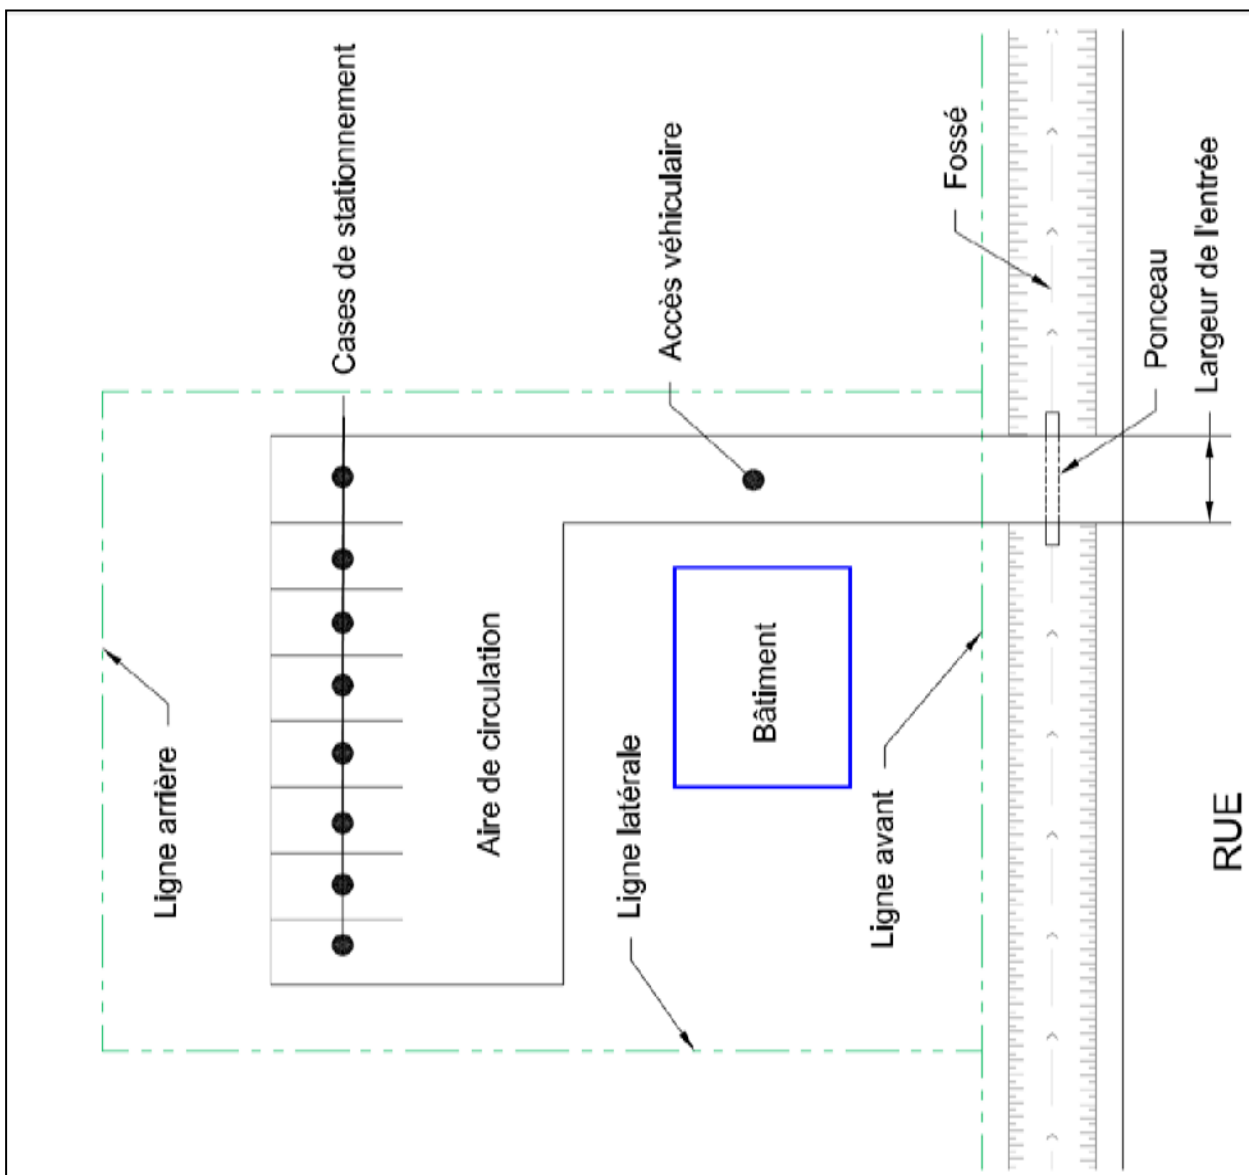 Cases de stationnement
Accès véhiculaire
Fossé
Largeur de l'entrée
Ponceau
Ligne arrière
Aire de circulation
Bâtiment
Ligne latérale
Ligne avant
RUE